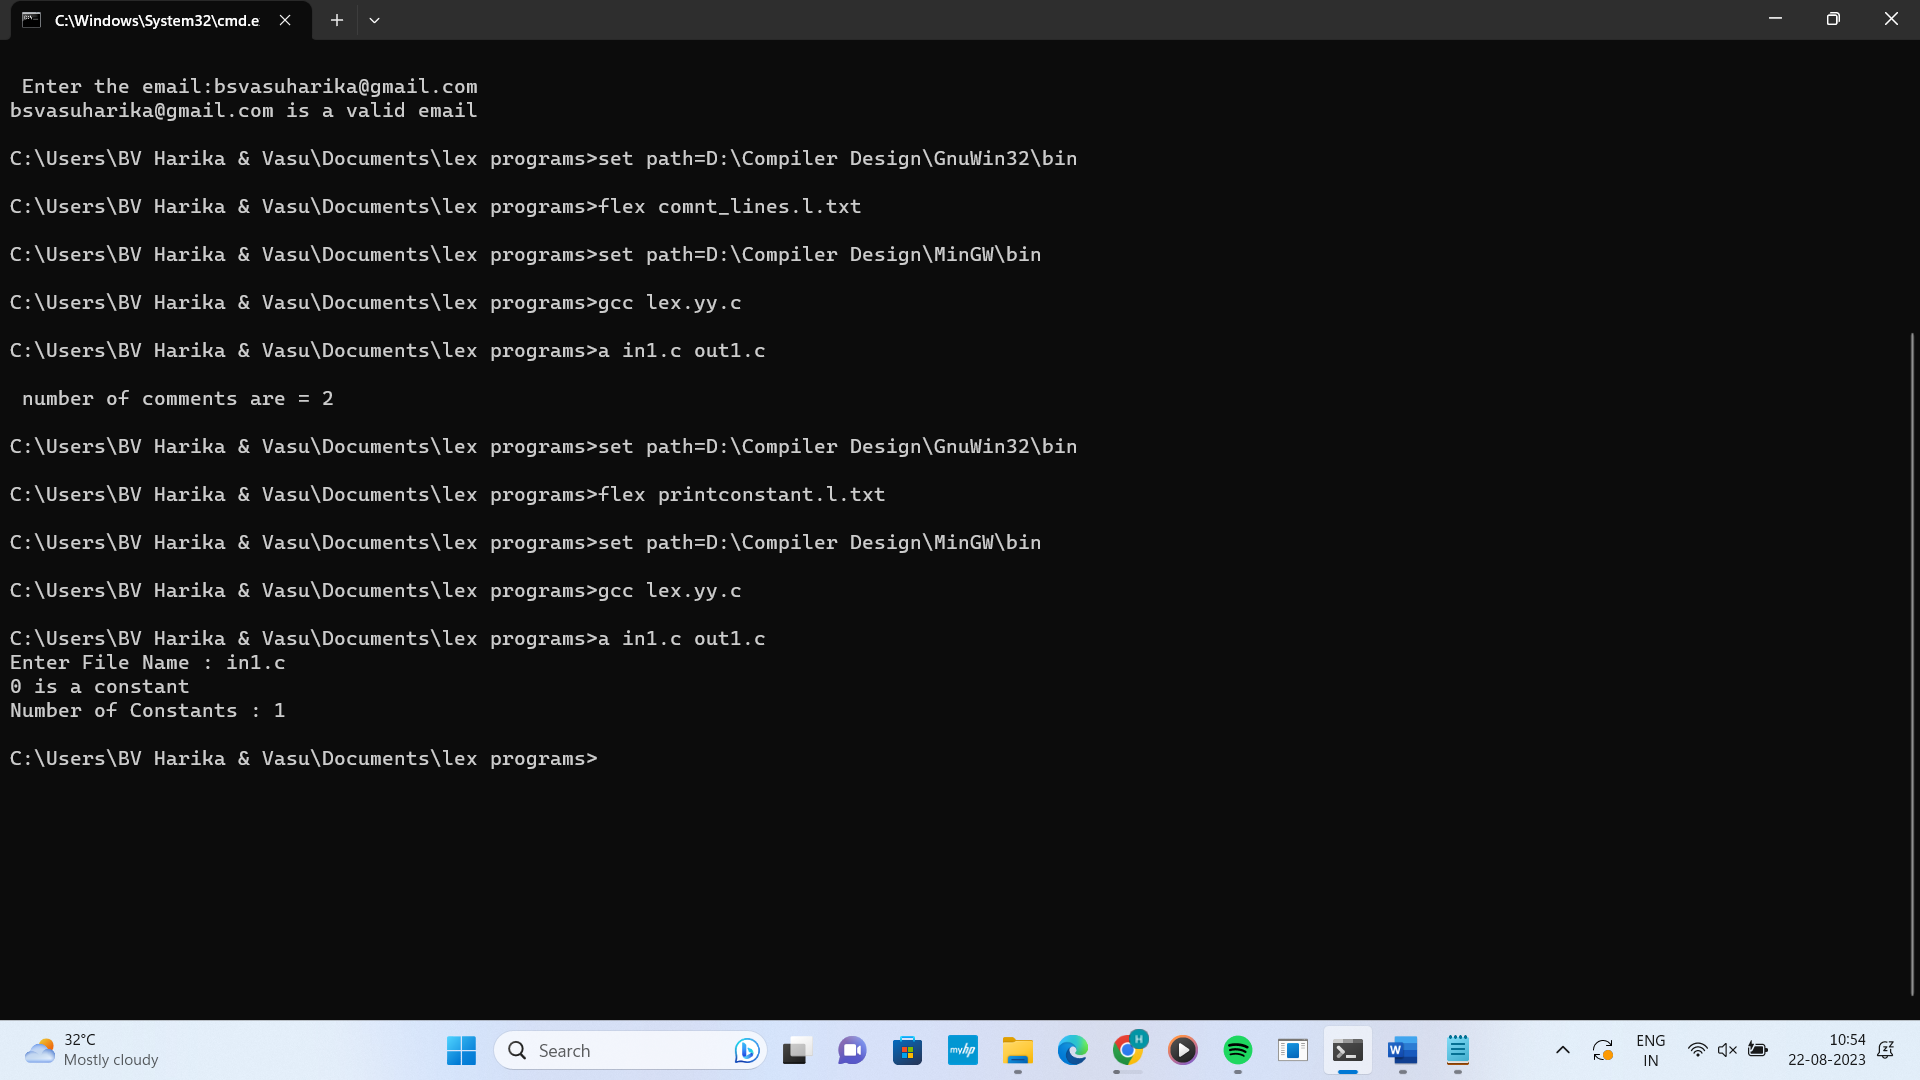 C:\Windows\System32\cmd.e
Enter the email:bsvasuharika@gmail.com
bsvasuharika@gmail.com is a valid email
C:\Users\BV Harika & Vasu\Documents\lex programs>set path=D:\Compiler Design\GnuWin32\bin
C:\Users\BV Harika & Vasu\Documents\lex programs>flex comnt_lines.l.txt
C:\Users\BV Harika & Vasu\Documents\lex programs>set path=D:\Compiler Design\MinGW\bin
C:\Users\BV Harika & Vasu\Documents\lex programs>gcc lex.yy.c
C:\Users\BV Harika & Vasu\Documents\lex programs>a in1.c out1.c
number of comments are = 2
C:\Users\BV Harika & Vasu\Documents\lex programs>set path=D:\Compiler Design\GnuWin32\bin
C:\Users\BV Harika & Vasu\Documents\lex programs>flex printconstant.l.txt
C:\Users\BV Harika & Vasu\Documents\lex programs>set path=D:\Compiler Design\MinGW\bin
C:\Users\BV Harika & Vasu\Documents\lex programs>gcc lex.yy.c
C:\Users\BV Harika & Vasu\Documents\lex programs>a in1.c out1.c
Enter File Name : in1.c
0 is a constant
Number of Constants : 1
C:\Users\BV Harika & Vasu\Documents\lex programs>
32°C
Mostly cloudy
Search
myhp
H
W
ENG
IN
10:54
22-08-2023